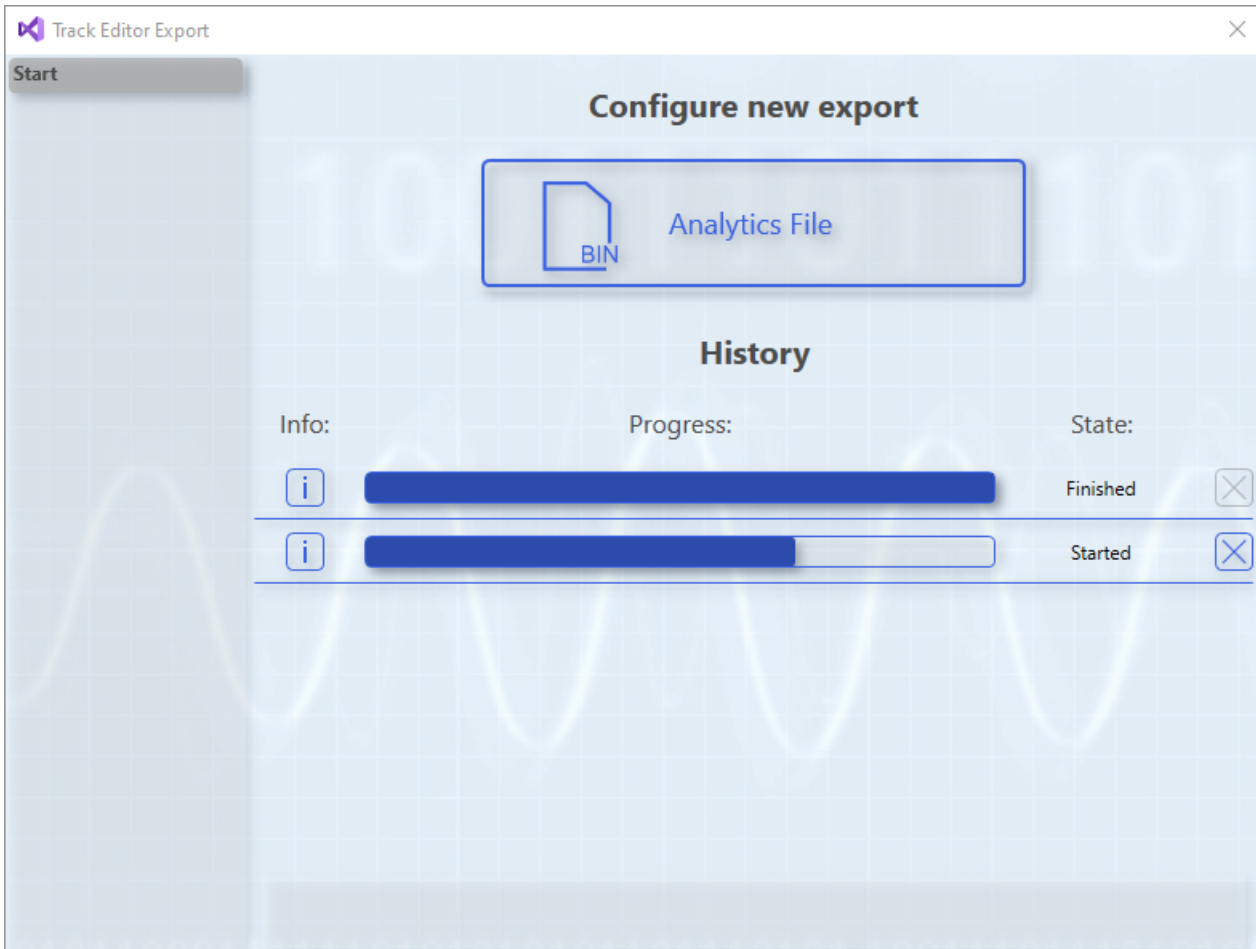 Track Editor Export
Start
Configure new export
BIN
Analytics File
History
Info: Progress: State:
i Finished
i Started